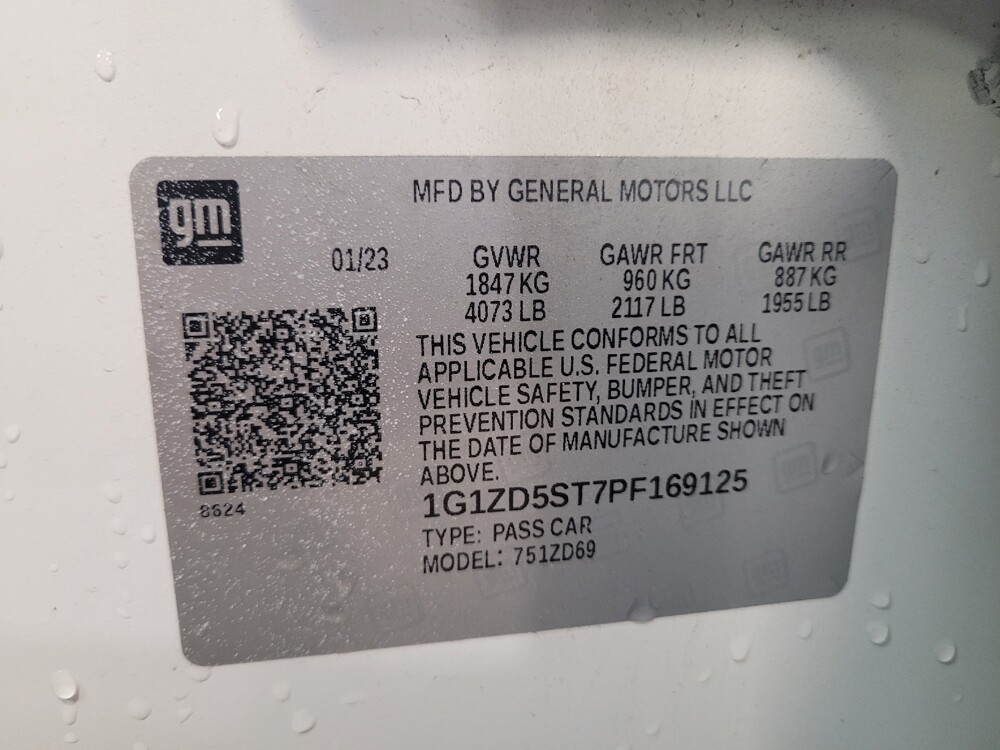 gm
MFD BY GENERAL MOTORS LLC
01/23
GVWR GAWR FRT GAWR RR
1847 KG 960 KG 887 KG
4073 LB 2117 LB 1955 LB
THIS VEHICLE CONFORMS TO ALL
APPLICABLE U.S. FEDERAL MOTOR
VEHICLE SAFETY, BUMPER, AND THEFT
PREVENTION STANDARDS IN EFFECT ON
THE DATE OF MANUFACTURE SHOWN
ABOVE.
8624
1G1ZD5ST7PF169125
TYPE: PASS CAR
MODEL: 751ZD69